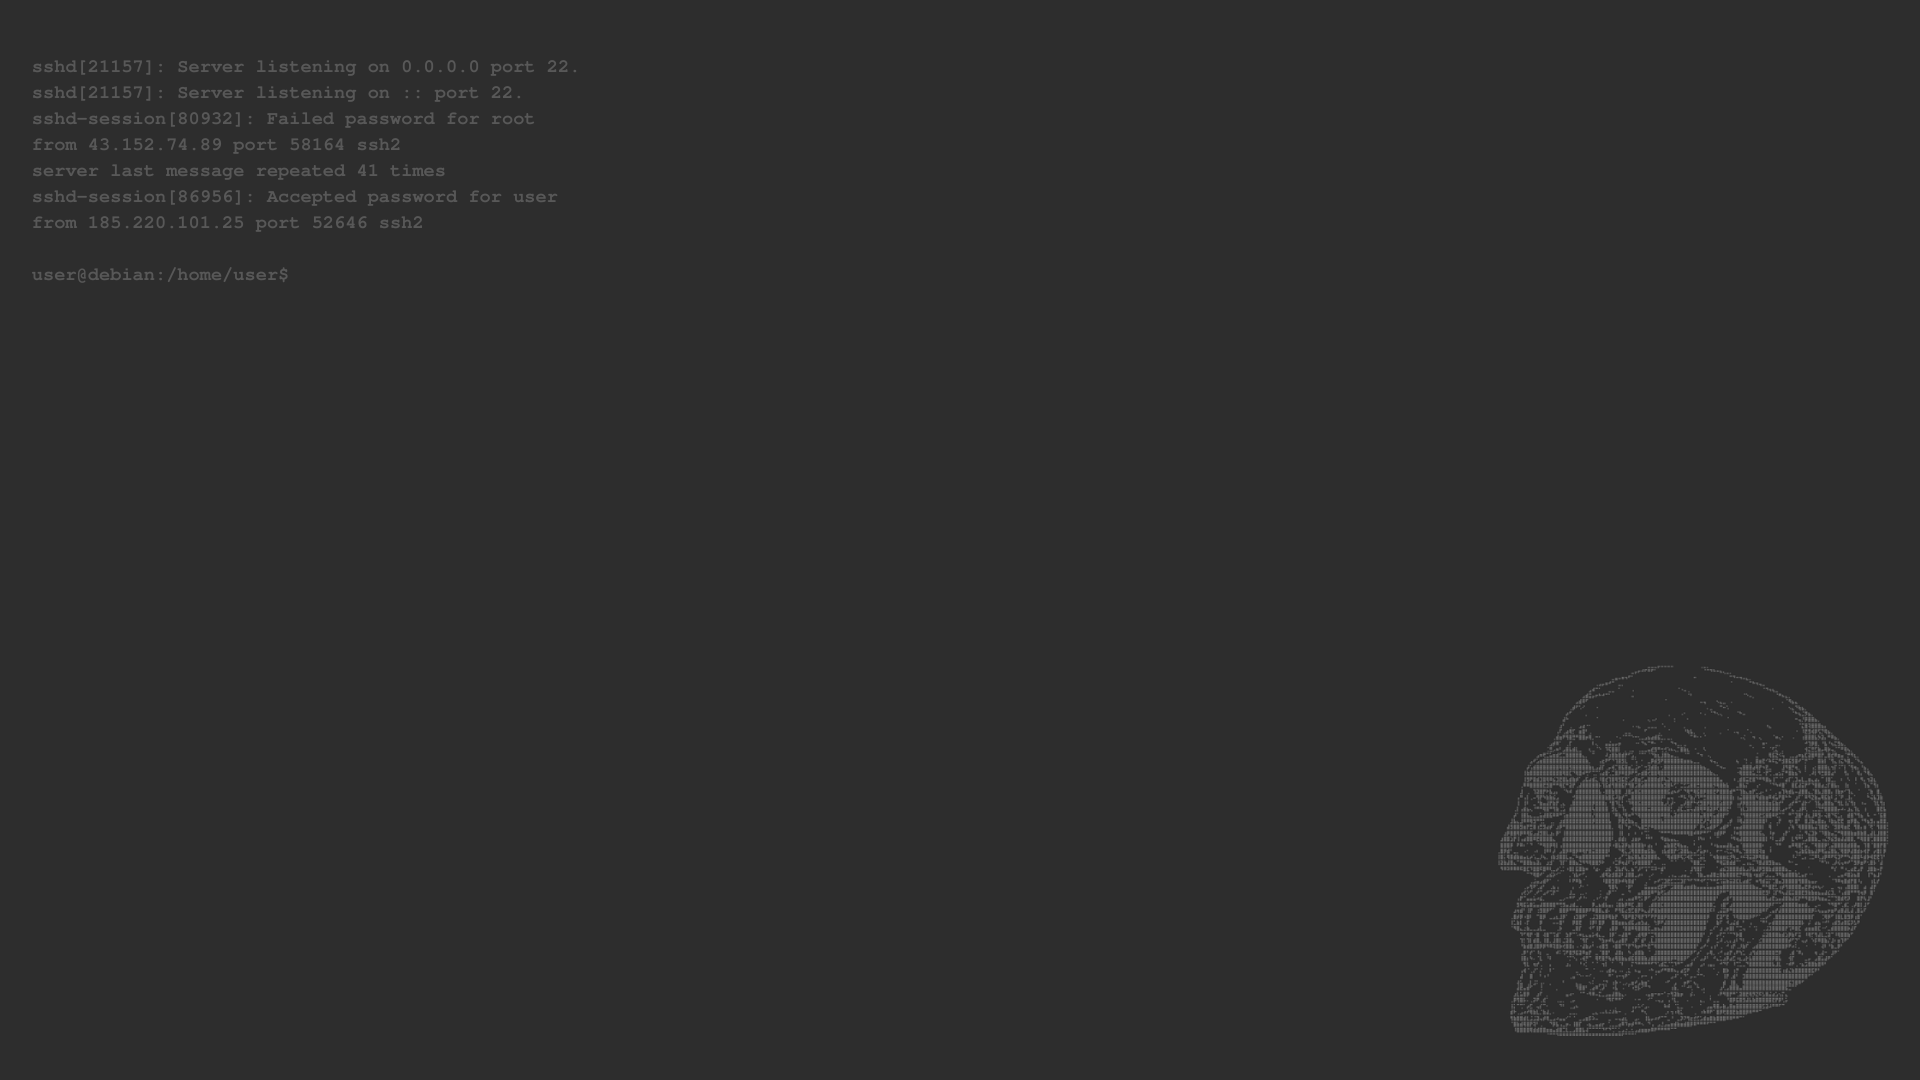 sshd[21157]: Server listening on 0.0.0.0 port 22.
sshd[21157]: Server listening on :: port 22.
sshd-session[80932]: Failed password for root
from 43.152.74.89 port 58164 ssh2
server last message repeated 41 times
sshd-session[86956]: Accepted password for user
from 185.220.101.25 port 52646 ssh2
user@debian:/home/user$